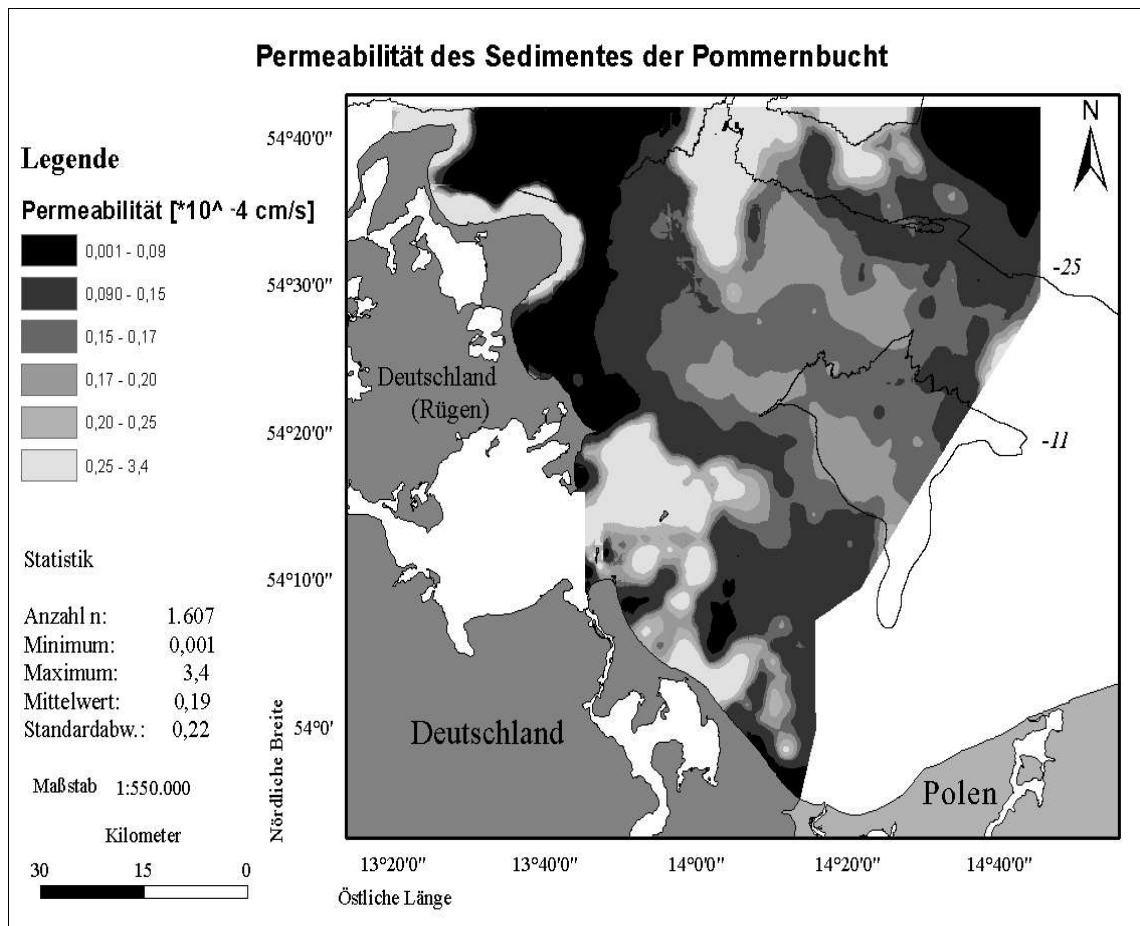 Permeabilität des Sedimentes der Pommernbucht
Legende
Permeabilität [*10^ -4 cm/s]
0,001 - 0,09
0,090 - 0,15
0,15 - 0,17
0,17 - 0,20
0,20 - 0,25
0,25 - 3,4
Statistik
Anzahl n: 1.607
Minimum: 0,001
Maximum: 3,4
Mittelwert: 0,19
Standardabw.: 0,22
Maßstab 1:550.000
Kilometer
30 15 0
Nördliche Breite
54°40'0"
54°30'0"
54°20'0"
54°10'0"
54°0'
N
-25
-11
Deutschland
(Rügen)
Deutschland
Polen
13°20'0"
13°40'0"
14°0'0"
14°20'0"
14°40'0"
Östliche Länge